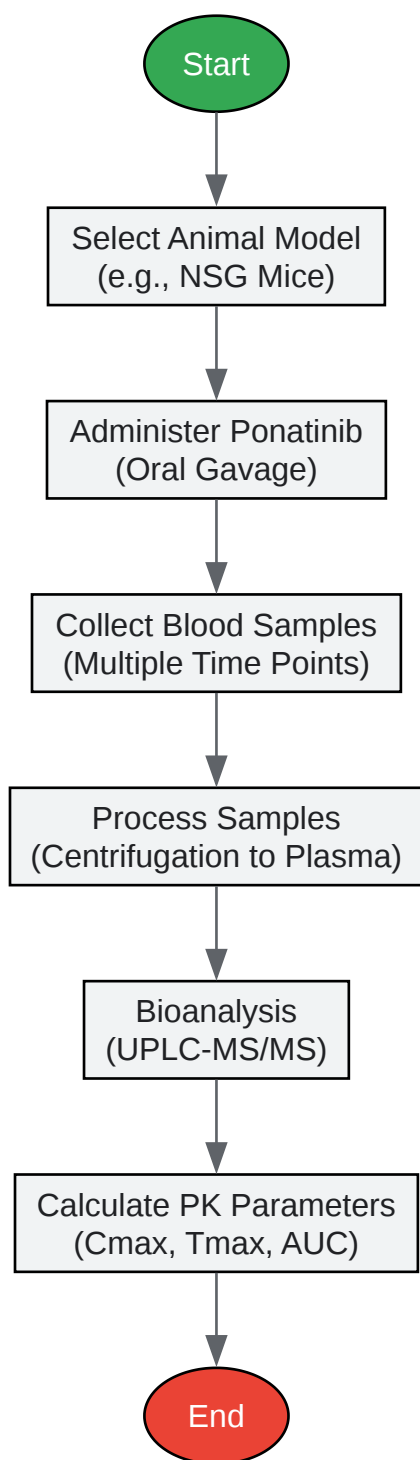 Start
Select Animal Model
(e.g., NSG Mice)
Administer Ponatinib
(Oral Gavage)
Collect Blood Samples
(Multiple Time Points)
Process Samples
(Centrifugation to Plasma)
Bioanalysis
(UPLC-MS/MS)
Calculate PK Parameters
(Cmax, Tmax, AUC)
End